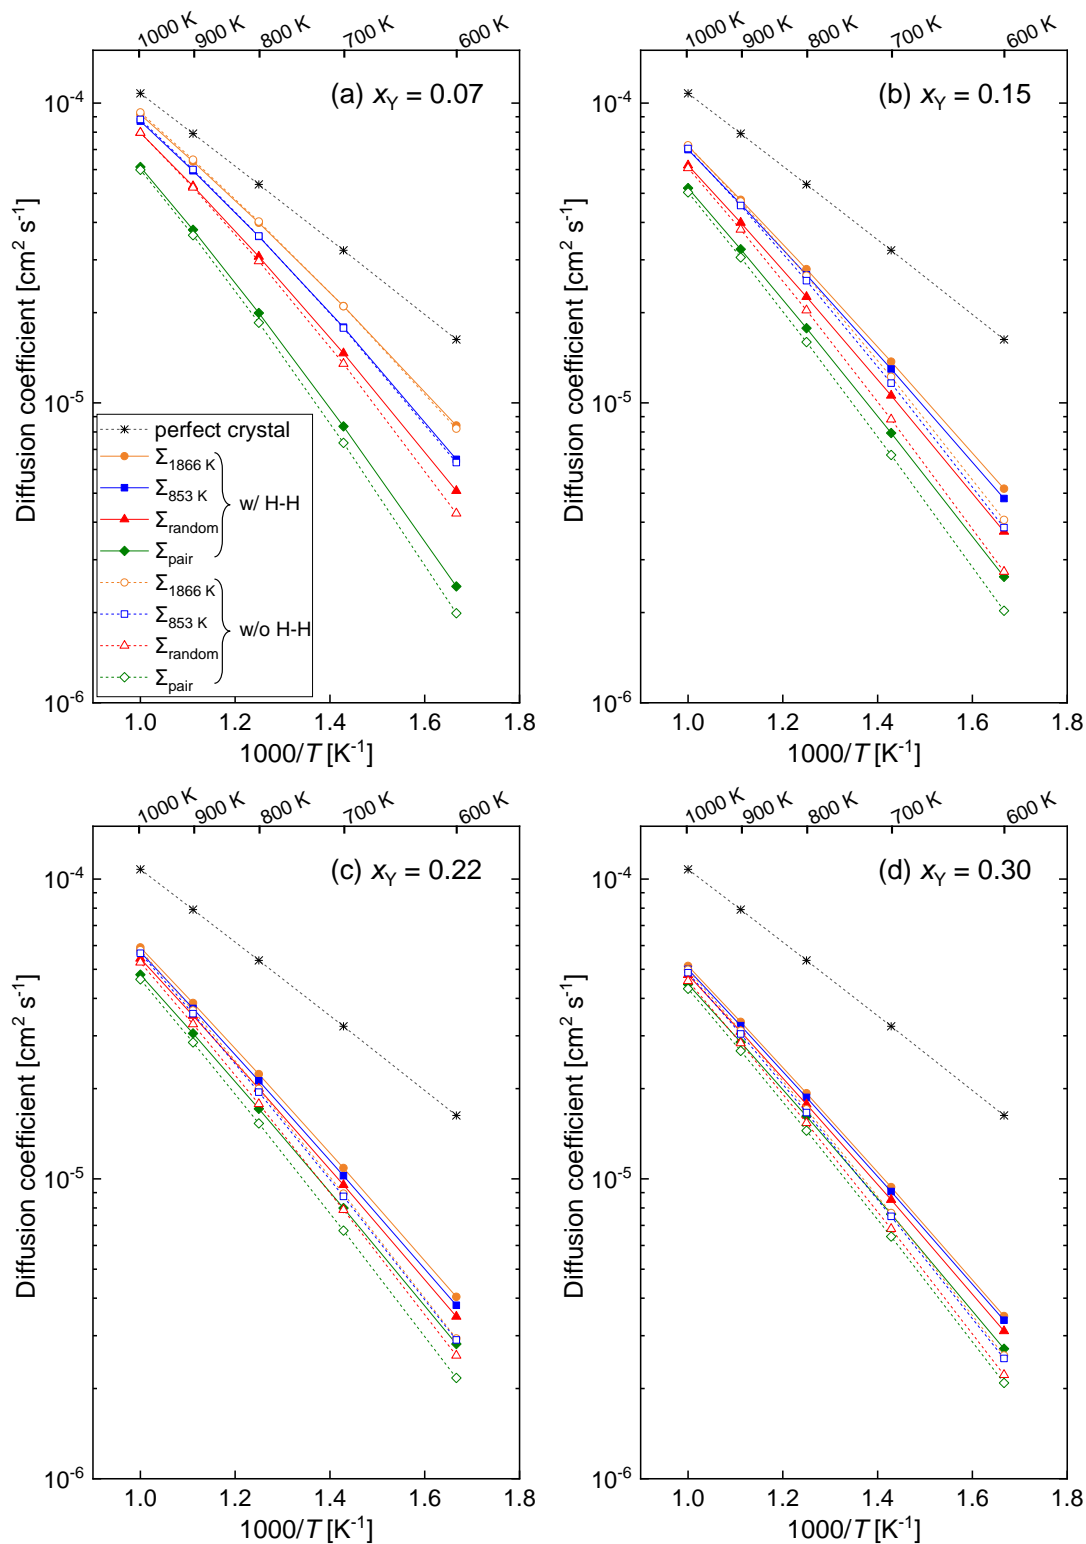 1000 K 900 K 800 K 700 K 600 K
(a) xY = 0.07
10-4
10-5
10-6
Diffusion coefficient [cm2 s-1]
perfect crystal
Σ1866 K
Σ853 K
Σrandom
Σpair
w/ H-H
Σ1866 K
Σ853 K
Σrandom
Σpair
w/o H-H
1.0 1.2 1.4 1.6 1.8
1000/T [K-1]
1000 K 900 K 800 K 700 K 600 K
(b) xY = 0.15
10-4
10-5
10-6
Diffusion coefficient [cm2 s-1]
1.0 1.2 1.4 1.6 1.8
1000/T [K-1]
1000 K 900 K 800 K 700 K 600 K
(c) xY = 0.22
10-4
10-5
10-6
Diffusion coefficient [cm2 s-1]
1.0 1.2 1.4 1.6 1.8
1000/T [K-1]
1000 K 900 K 800 K 700 K 600 K
(d) xY = 0.30
10-4
10-5
10-6
Diffusion coefficient [cm2 s-1]
1.0 1.2 1.4 1.6 1.8
1000/T [K-1]